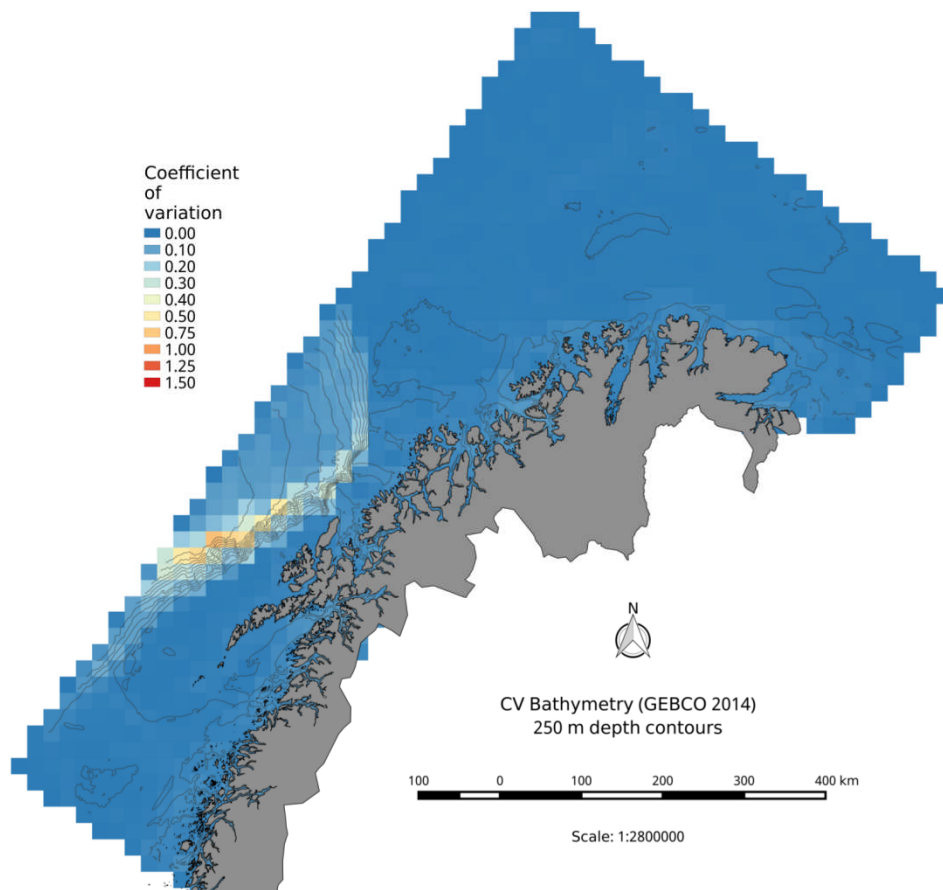 Coefficient
of
variation
0.00
0.10
0.20
0.30
0.40
0.50
0.75
1.00
1.25
1.50
N
CV Bathymetry (GEBCO 2014)
250 m depth contours
100 0 100 200 300 400 km
Scale: 1:2800000